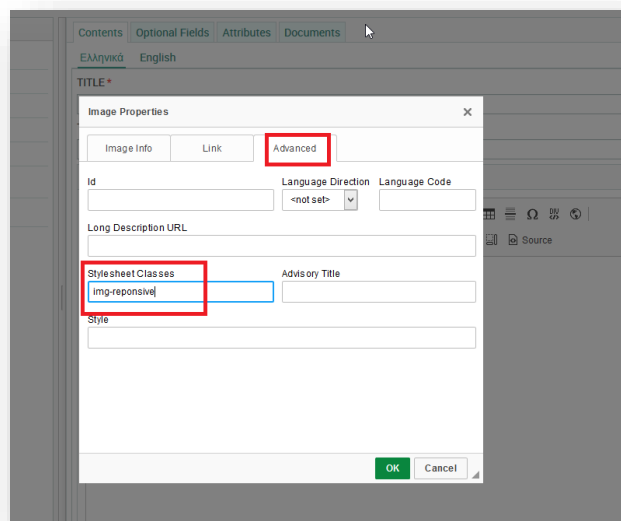 Contents Optional Fields Attributes Documents
Ελληνικά English
TITLE *
Image Properties
Image Info Link Advanced
Id Language Direction Language Code
<not set>
Long Description URL
Source
Stylesheet Classes Advisory Title
img-reponsive
Style
OK Cancel